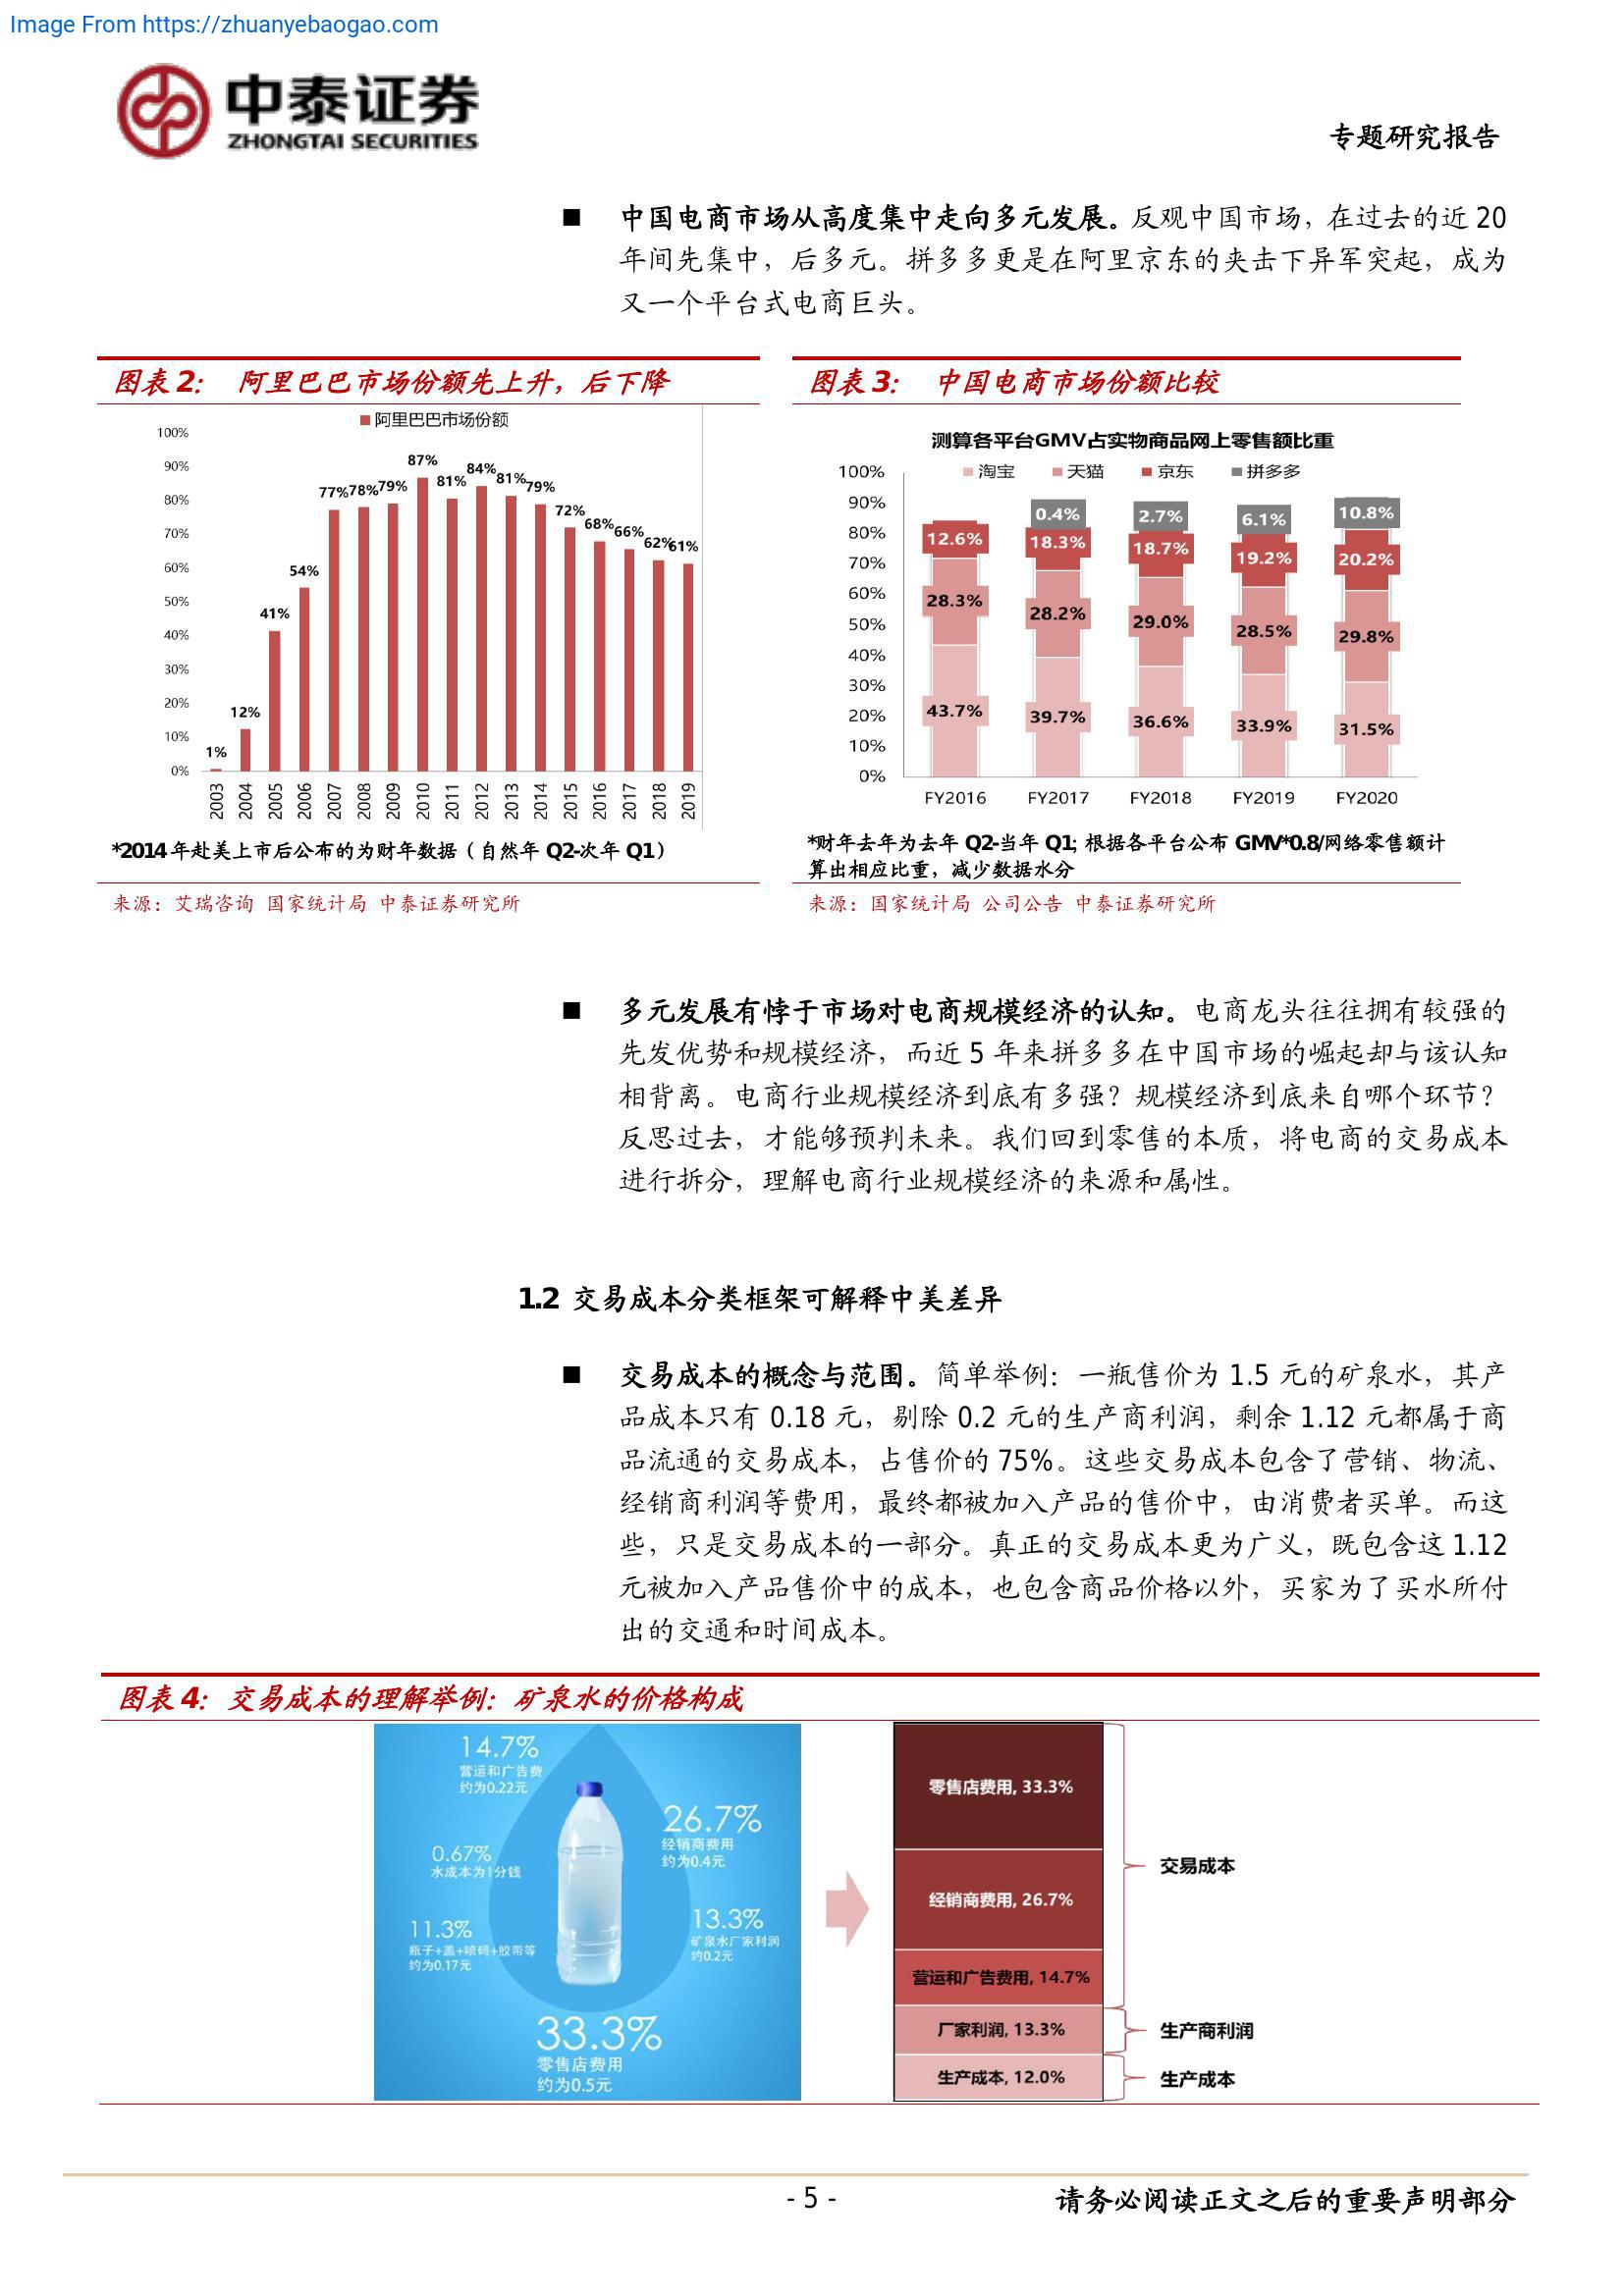 Image From https://zhuanyebaogao.com
中泰证券
ZHONGTAI SECURITIES
专题研究报告
■ 中国电商市场从高度集中走向多元发展。反观中国市场，在过去的近 20
年间先集中，后多元。拼多多更是在阿里京东的夹击下异军突起，成为
又一个平台式电商巨头。
图表 2： 阿里巴巴市场份额先上升，后下降
阿里巴巴市场份额
100%
90%
80%
70%
60%
50%
40%
30%
20%
10%
0%
1% 12% 41% 54% 77% 78% 79% 87% 81% 84% 81% 79% 72% 68% 66% 62% 61%
2003 2004 2005 2006 2007 2008 2009 2010 2011 2012 2013 2014 2015 2016 2017 2018 2019
*2014 年赴美上市后公布的为财年数据（自然年 Q2-次年 Q1）
来源：艾瑞咨询 国家统计局 中泰证券研究所
图表 3： 中国电商市场份额比较
测算各平台GMV占实物商品网上零售额比重
淘宝 天猫 京东 拼多多
100%
90%
80%
70%
60%
50%
40%
30%
20%
10%
0%
0.4% 2.7% 6.1% 10.8%
12.6% 18.3% 18.7% 19.2% 20.2%
28.3% 28.2% 29.0% 28.5% 29.8%
43.7% 39.7% 36.6% 33.9% 31.5%
FY2016 FY2017 FY2018 FY2019 FY2020
*财年去年为去年 Q2-当年 Q1; 根据各平台公布 GMV*0.8/网络零售额计
算出相应比重，减少数据水分
来源：国家统计局 公司公告 中泰证券研究所
■ 多元发展有悖于市场对电商规模经济的认知。电商龙头往往拥有较强的
先发优势和规模经济，而近 5 年来拼多多在中国市场的崛起却与该认知
相背离。电商行业规模经济到底有多强？规模经济到底来自哪个环节？
反思过去，才能够预判未来。我们回到零售的本质，将电商的交易成本
进行拆分，理解电商行业规模经济的来源和属性。
1.2 交易成本分类框架可解释中美差异
■ 交易成本的概念与范围。简单举例：一瓶售价为 1.5 元的矿泉水，其产
品成本只有 0.18 元，剔除 0.2 元的生产商利润，剩余 1.12 元都属于商
品流通的交易成本，占售价的 75%。这些交易成本包含了营销、物流、
经销商利润等费用，最终都被加入产品的售价中，由消费者买单。而这
些，只是交易成本的一部分。真正的交易成本更为广义，既包含这 1.12
元被加入产品售价中的成本，也包含商品价格以外，买家为了买水所付
出的交通和时间成本。
图表 4：交易成本的理解举例：矿泉水的价格构成
14.7%
营运和广告费
约为0.22元
26.7%
经销商费用
约为0.4元
0.67%
水成本为1分钱
13.3%
矿泉水厂家利润
约0.2元
11.3%
瓶子+盖+喷码+胶带等
约为0.17元
33.3%
零售店费用
约为0.5元
零售店费用, 33.3%
经销商费用, 26.7%
营运和广告费用, 14.7%
厂家利润, 13.3%
生产成本, 12.0%
交易成本
生产商利润
生产成本
- 5 -
请务必阅读正文之后的重要声明部分